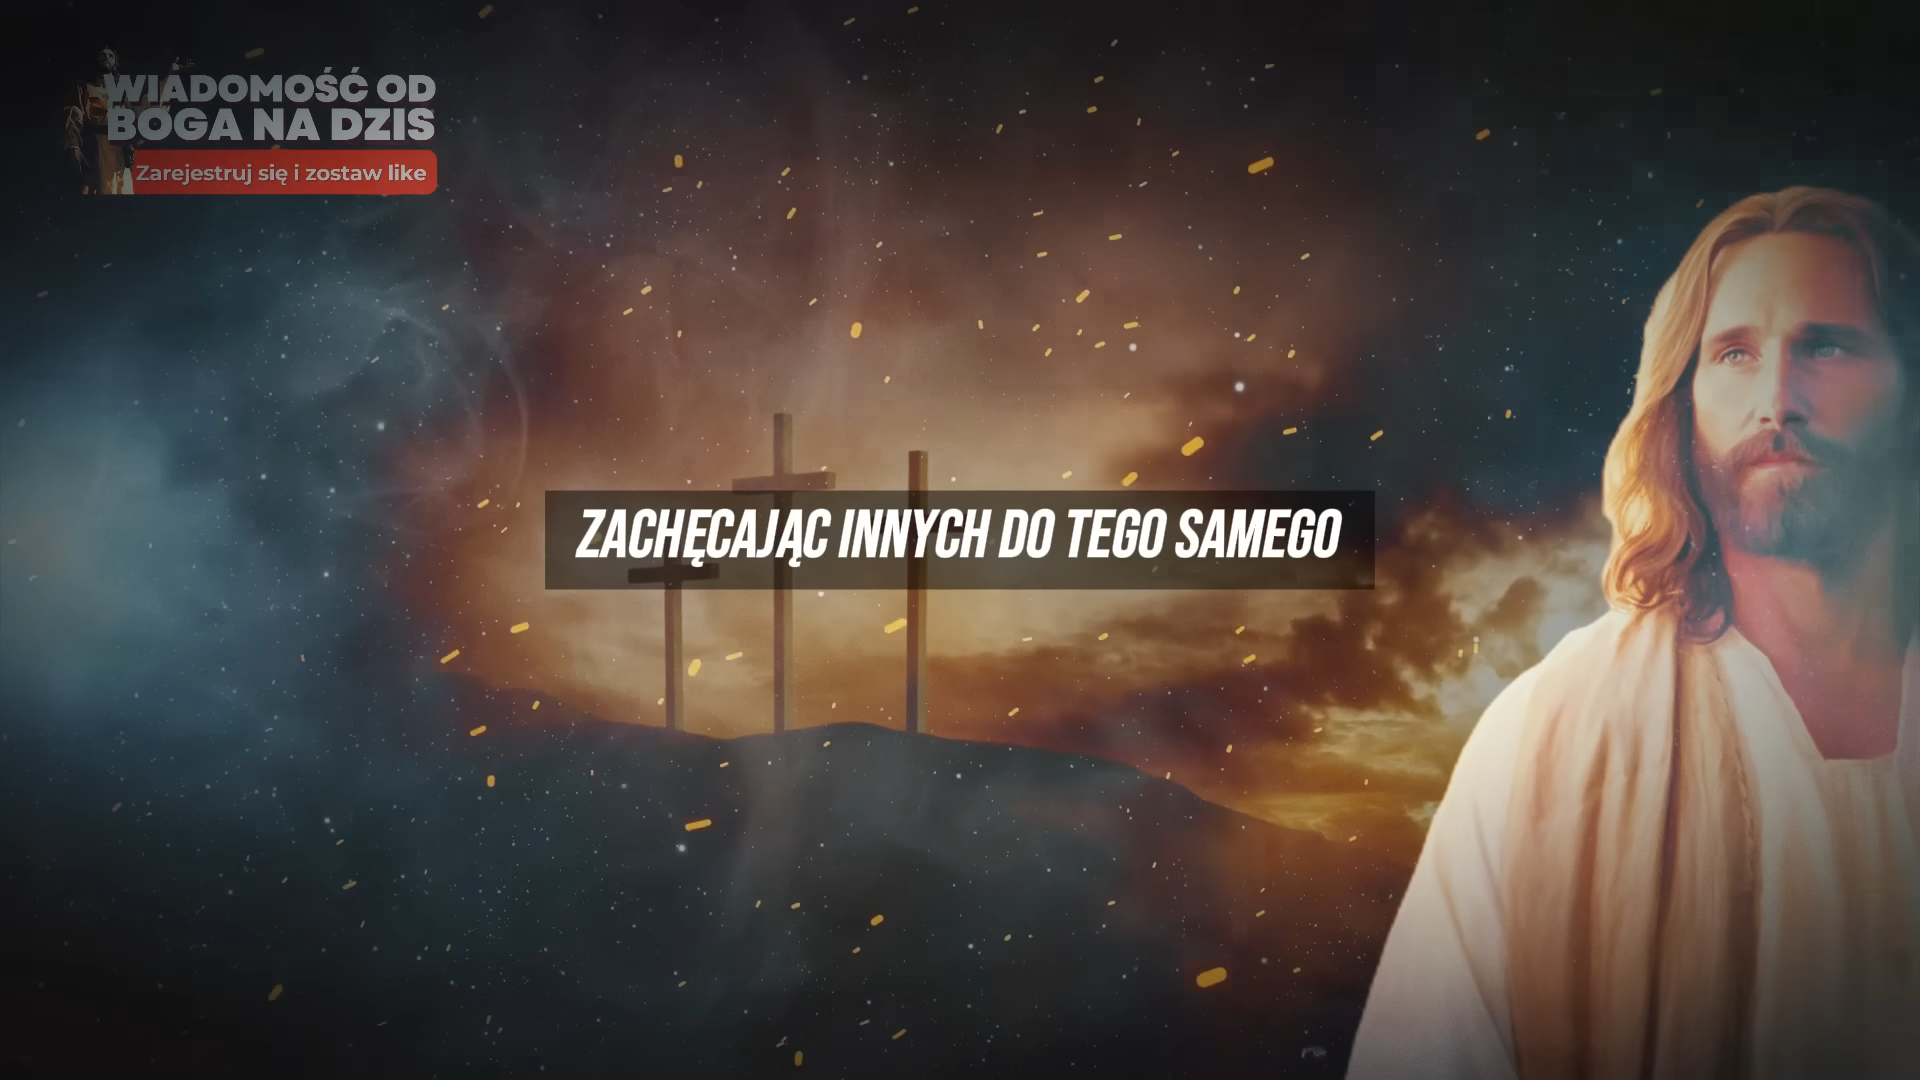 WIADOMOŚĆ OD
BOGA NA DZIS
Zarejestruj się i zostaw like
ZACHĘCAJĄC INNYCH DO TEGO SAMEGO